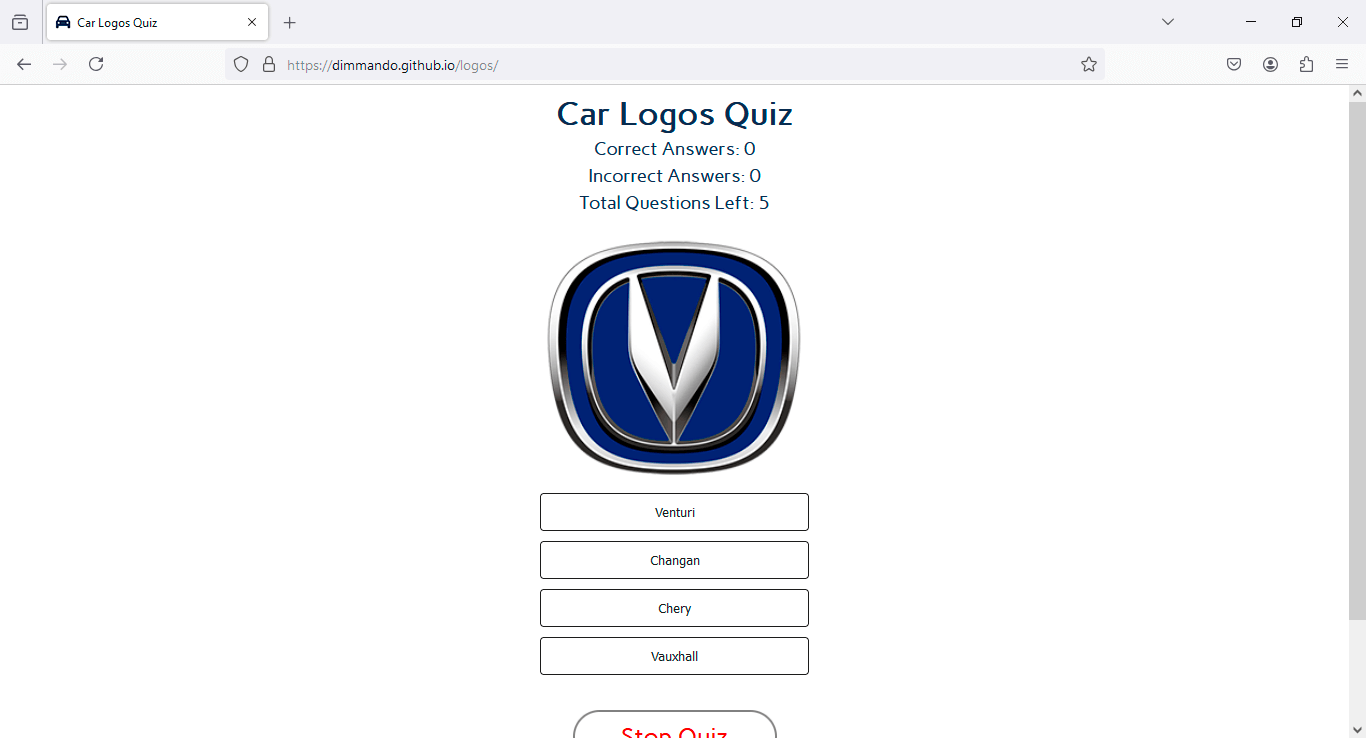 Car Logos Quiz
https://dimmando.github.io/logos/
Car Logos Quiz
Correct Answers: 0
Incorrect Answers: 0
Total Questions Left: 5
Venturi
Changan
Chery
Vauxhall
Stop Quiz